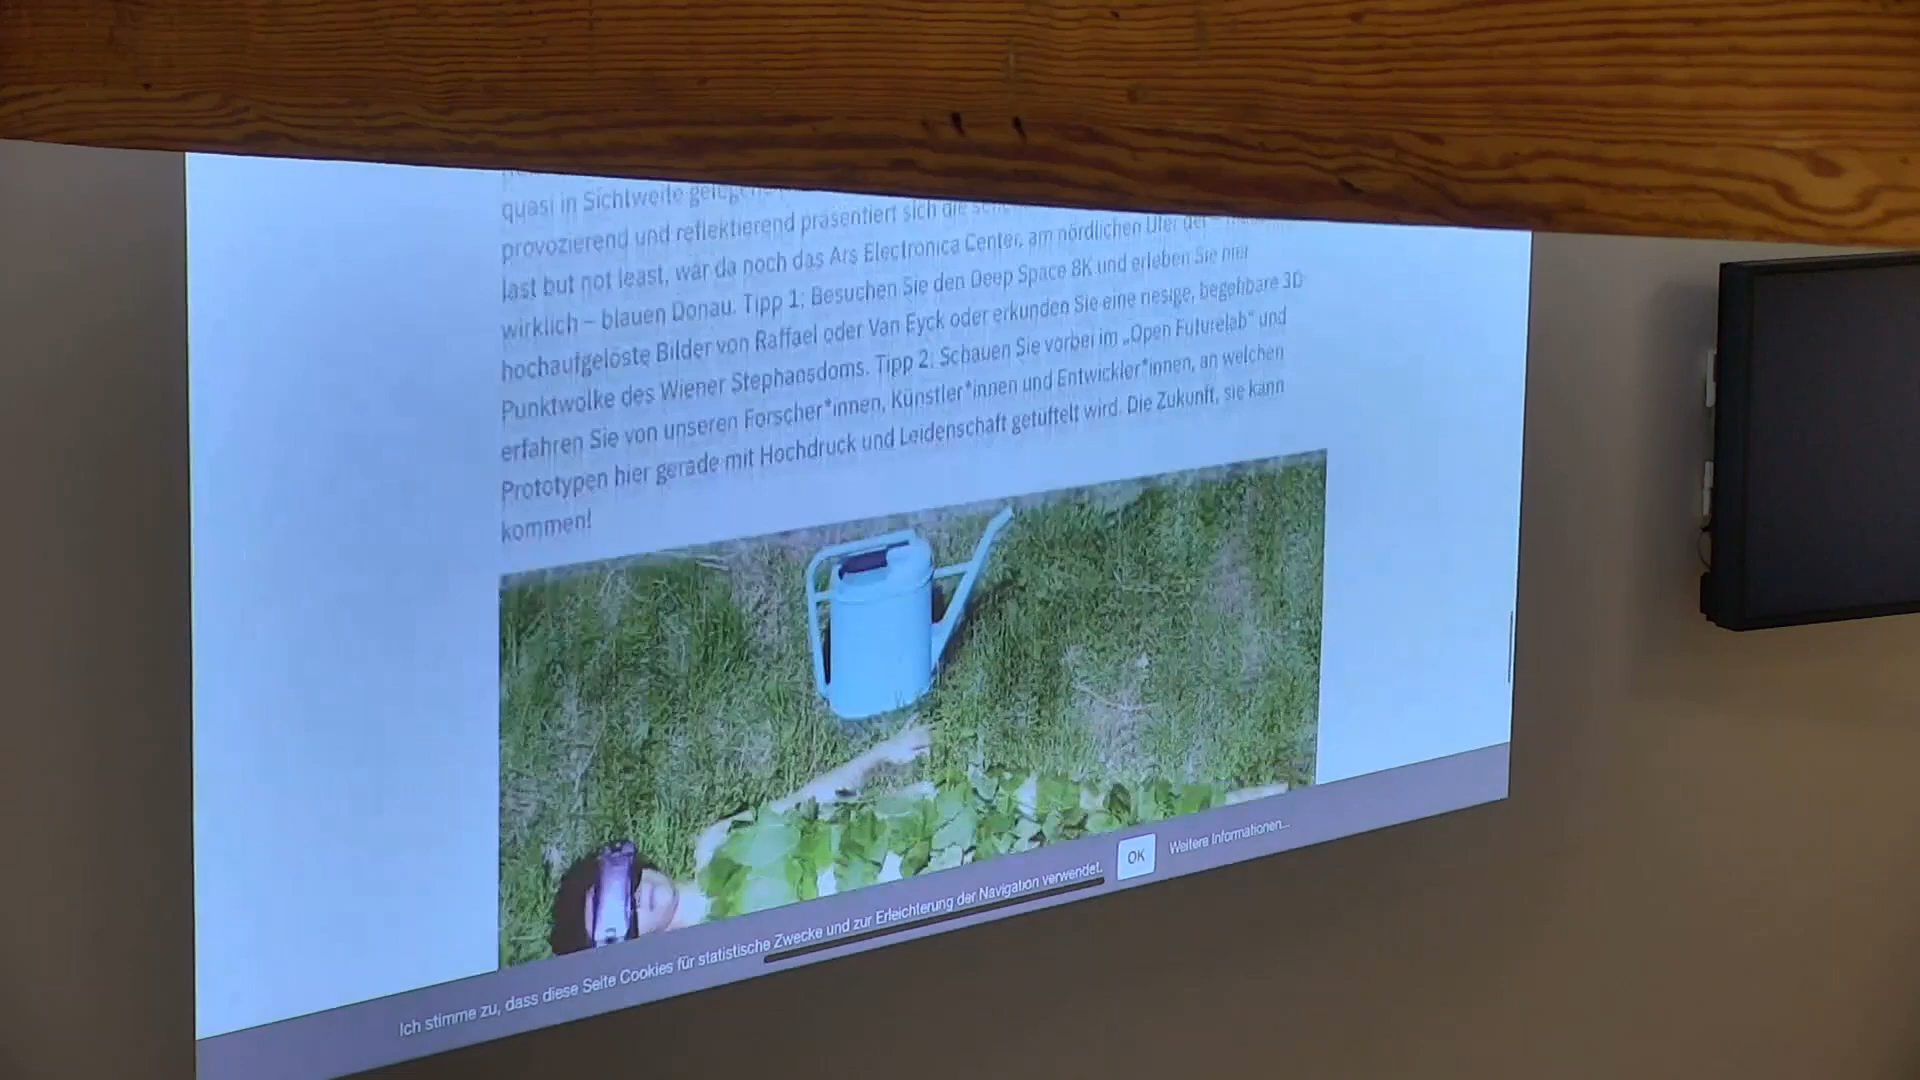 quasi in Sichtweite
provozierend und reflektierend präsentiert sich die
last but not least, war da noch das Ars Electronica Center, am nördlichen Ufer der –
wirklich – blauen Donau. Tipp 1: Besuchen Sie den Deep Space 8K und erleben Sie hier
hochaufgelöste Bilder von Raffael oder Van Eyck oder erkunden Sie eine riesige, begehbare 3D-
Punktwolke des Wiener Stephansdoms. Tipp 2: Schauen Sie vorbei im „Open Futurelab“ und
erfahren Sie von unseren Forscher*innen, Künstler*innen und Entwickler*innen, an welchen
Prototypen hier gerade mit Hochdruck und Leidenschaft getüftelt wird. Die Zukunft, sie kann
kommen!
Ich stimme zu, dass diese Seite Cookies für statistische Zwecke und zur Erleichterung der Navigation verwendet. OK Weitere Informationen...